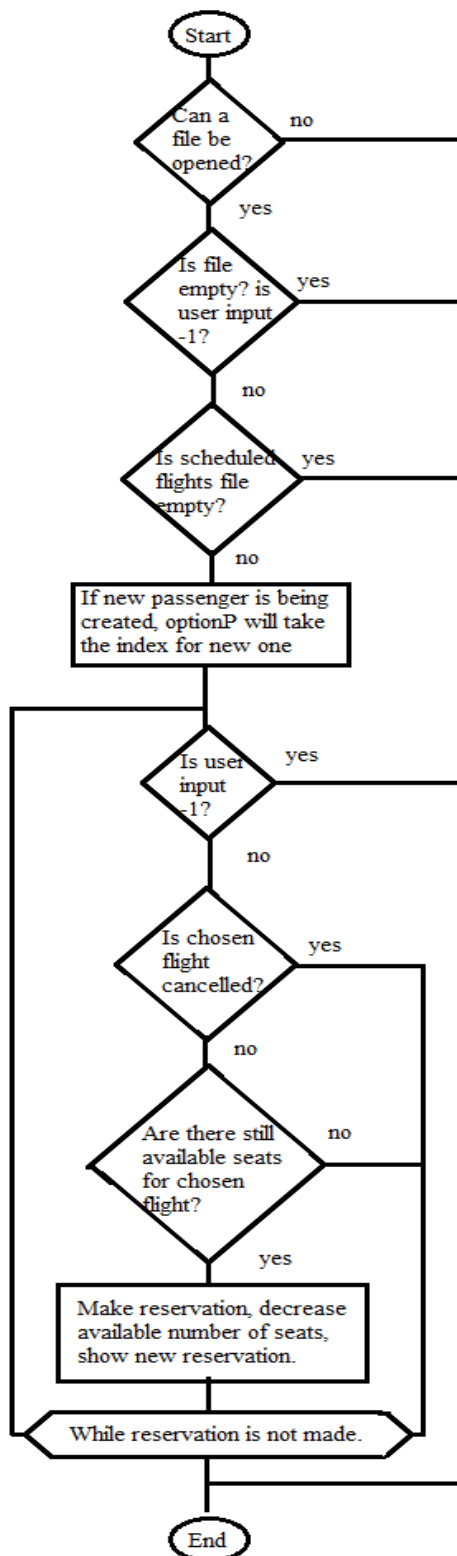 Start
Can a
file be
opened?
no
yes
Is file
empty? is
user input
-1?
yes
no
Is scheduled
flights file
empty?
yes
no
If new passenger is being
created, optionP will take
the index for new one
Is user
input
-1?
yes
no
Is chosen
flight
cancelled?
yes
no
Are there still
available seats
for chosen
flight?
no
yes
Make reservation, decrease
available number of seats,
show new reservation.
While reservation is not made.
End